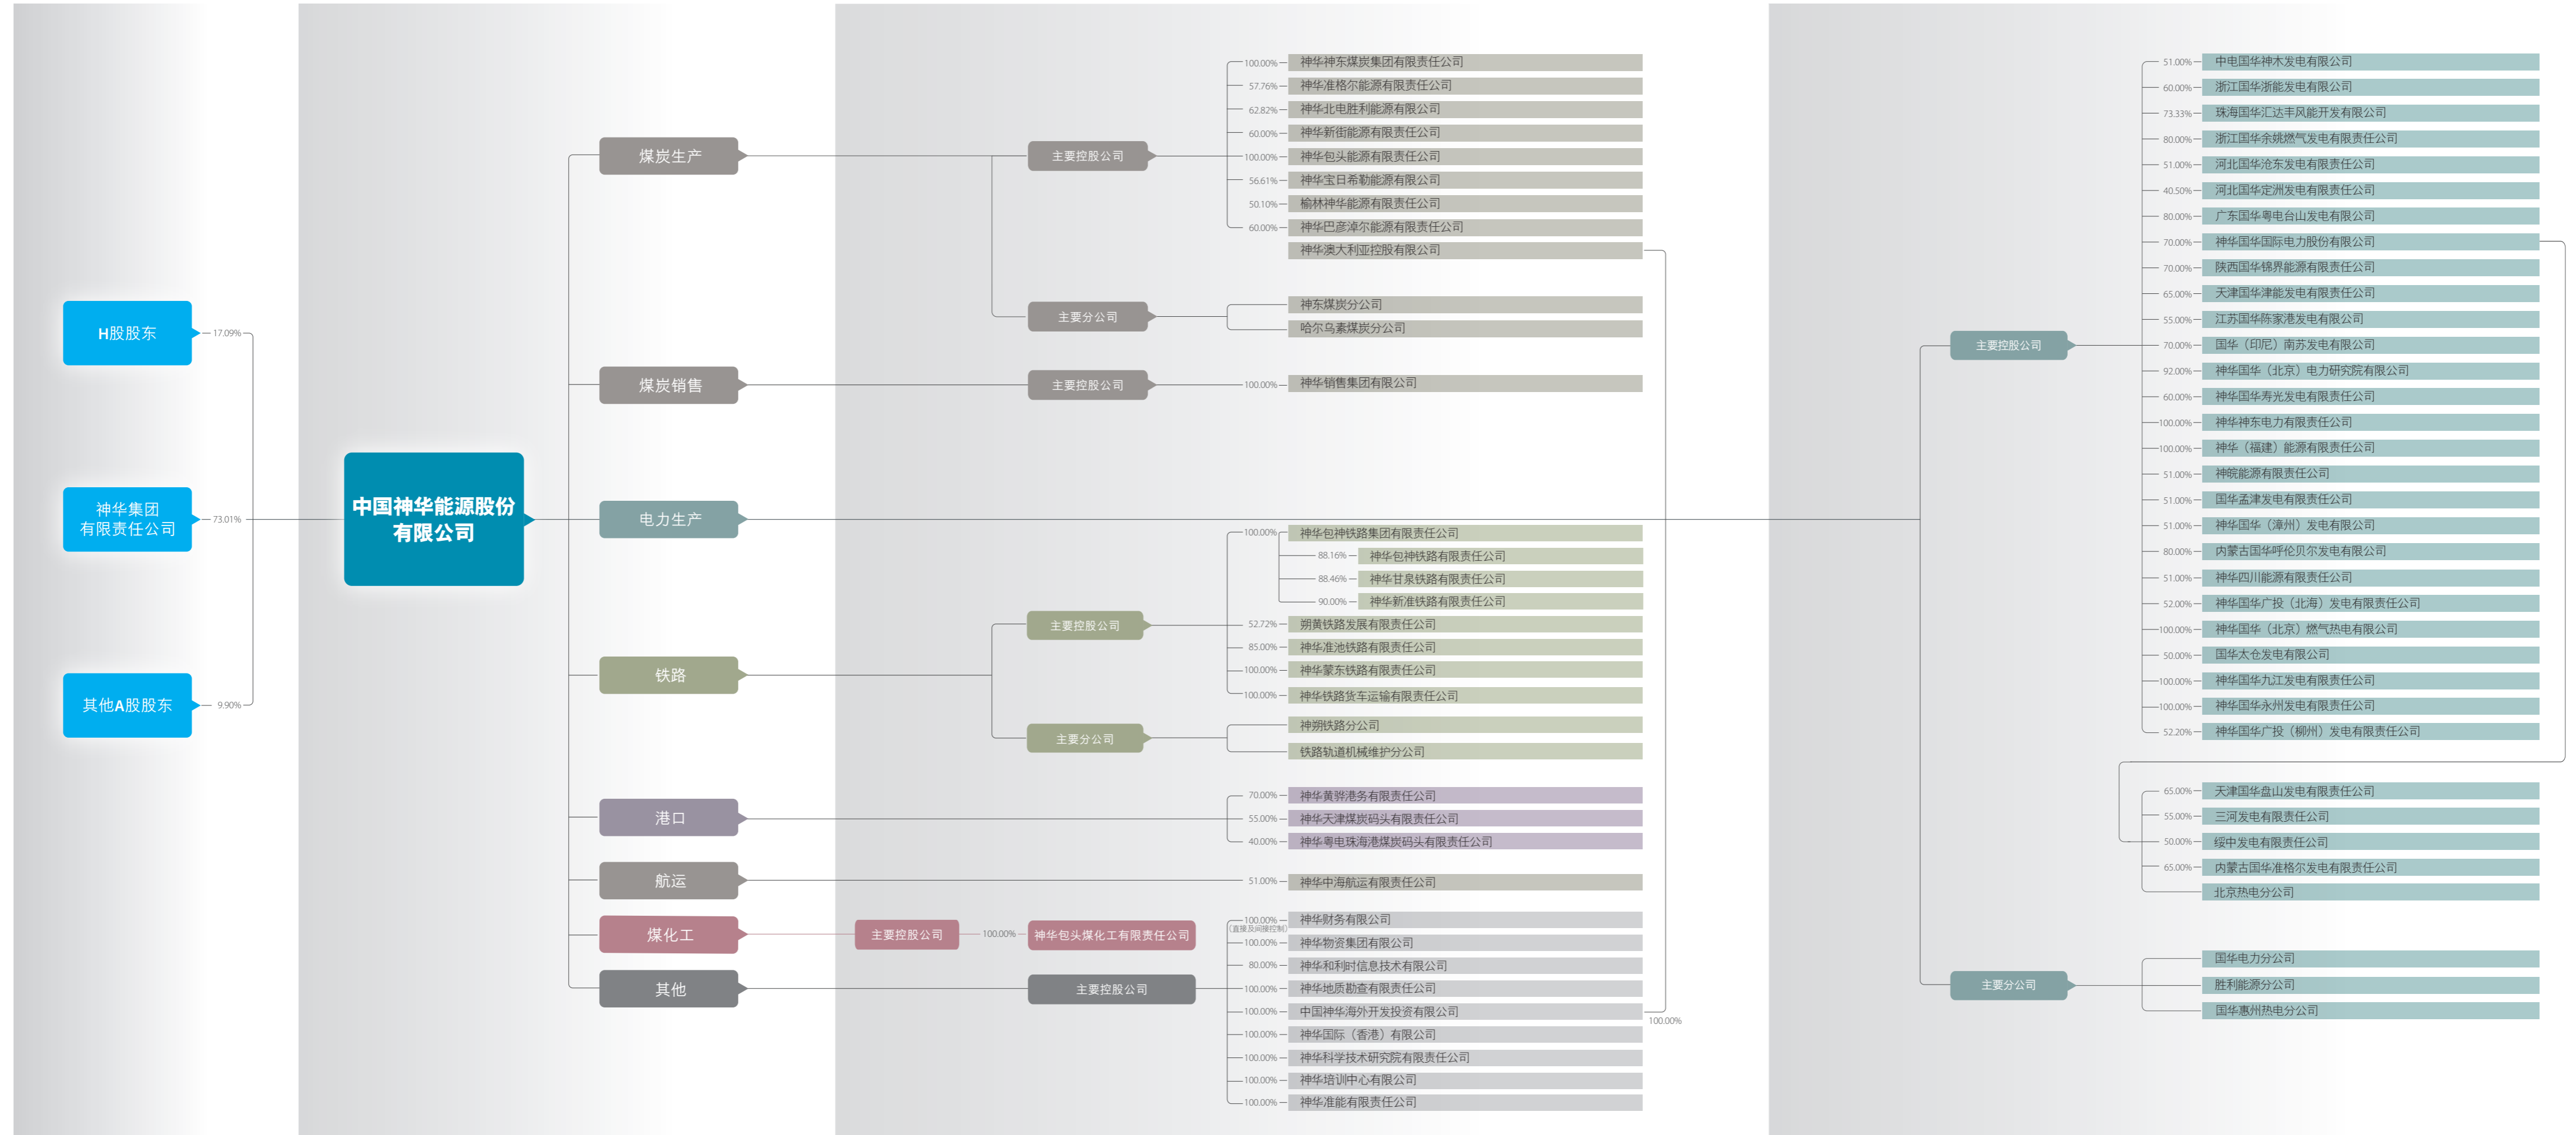 H股股东
17.09%
神华集团
有限责任公司
73.01%
其他A股股东
9.90%
中国神华能源股份
有限公司
煤炭生产
主要控股公司
100.00%
神华神东煤炭集团有限责任公司
57.76%
神华准格尔能源有限责任公司
62.82%
神华北电胜利能源有限公司
60.00%
神华新街能源有限责任公司
100.00%
神华包头能源有限责任公司
56.61%
神华宝日希勒能源有限公司
50.10%
榆林神华能源有限责任公司
60.00%
神华巴彦淖尔能源有限责任公司
神华澳大利亚控股有限公司
主要分公司
神东煤炭分公司
哈尔乌素煤炭分公司
煤炭销售
主要控股公司
100.00%
神华销售集团有限公司
电力生产
铁路
主要控股公司
100.00%
神华包神铁路集团有限责任公司
88.16%
神华包神铁路有限责任公司
88.46%
神华甘泉铁路有限责任公司
90.00%
神华新准铁路有限责任公司
52.72%
朔黄铁路发展有限责任公司
85.00%
神华准池铁路有限责任公司
100.00%
神华蒙东铁路有限责任公司
100.00%
神华铁路货车运输有限责任公司
主要分公司
神朔铁路分公司
铁路轨道机械维护分公司
港口
70.00%
神华黄骅港务有限责任公司
55.00%
神华天津煤炭码头有限责任公司
40.00%
神华粤电珠海港煤炭码头有限责任公司
航运
51.00%
神华中海航运有限责任公司
煤化工
主要控股公司
100.00%
神华包头煤化工有限责任公司
其他
主要控股公司
100.00%
(直接及间接控制)
神华财务有限公司
100.00%
神华物资集团有限公司
80.00%
神华和利时信息技术有限公司
100.00%
神华地质勘查有限责任公司
100.00%
中国神华海外开发投资有限公司
100.00%
100.00%
神华国际（香港）有限公司
100.00%
神华科学技术研究院有限责任公司
100.00%
神华培训中心有限公司
100.00%
神华准能有限责任公司
主要控股公司
51.00%
中电国华神木发电有限公司
60.00%
浙江国华浙能发电有限公司
73.33%
珠海国华汇达丰风能开发有限公司
80.00%
浙江国华余姚燃气发电有限责任公司
51.00%
河北国华沧东发电有限责任公司
40.50%
河北国华定洲发电有限责任公司
80.00%
广东国华粤电台山发电有限公司
70.00%
神华国华国际电力股份有限公司
70.00%
陕西国华锦界能源有限责任公司
65.00%
天津国华津能发电有限责任公司
55.00%
江苏国华陈家港发电有限公司
70.00%
国华（印尼）南苏发电有限公司
92.00%
神华国华（北京）电力研究院有限公司
60.00%
神华国华寿光发电有限责任公司
100.00%
神华神东电力有限责任公司
100.00%
神华（福建）能源有限责任公司
51.00%
神皖能源有限责任公司
51.00%
国华孟津发电有限责任公司
51.00%
神华国华（漳州）发电有限公司
80.00%
内蒙古国华呼伦贝尔发电有限公司
51.00%
神华四川能源有限责任公司
52.00%
神华国华广投（北海）发电有限责任公司
100.00%
神华国华（北京）燃气热电有限公司
50.00%
国华太仓发电有限公司
100.00%
神华国华九江发电有限责任公司
100.00%
神华国华永州发电有限责任公司
52.20%
神华国华广投（柳州）发电有限责任公司
65.00%
天津国华盘山发电有限责任公司
55.00%
三河发电有限责任公司
50.00%
绥中发电有限责任公司
65.00%
内蒙古国华准格尔发电有限责任公司
北京热电分公司
主要分公司
国华电力分公司
胜利能源分公司
国华惠州热电分公司